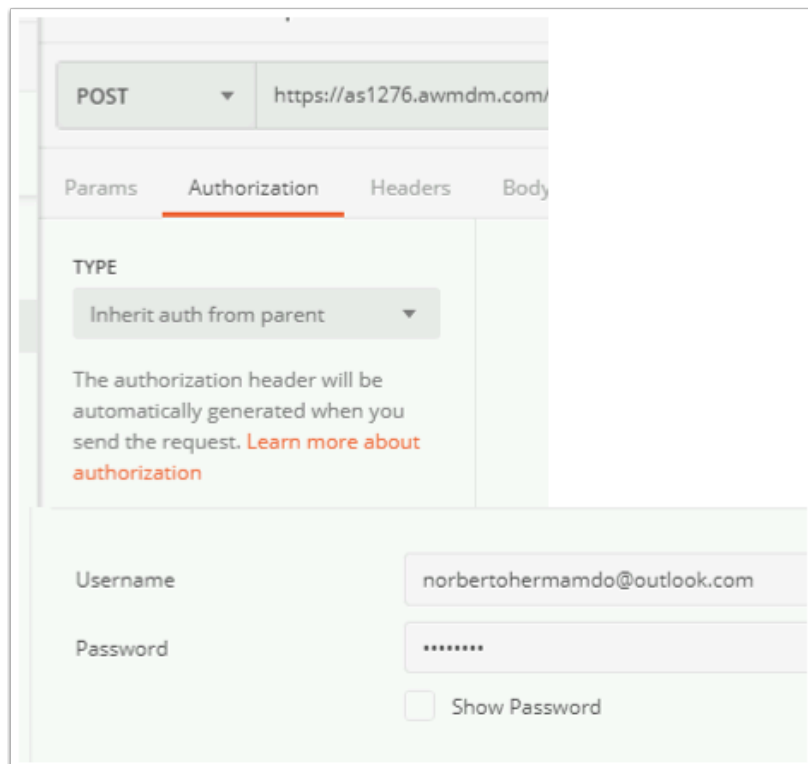 POST https://as1276.awmdm.com/
Params Authorization Headers Body
TYPE
Inherit auth from parent
The authorization header will be
automatically generated when you
send the request. Learn more about
authorization
Username norbertohermamdo@outlook.com
Password ••••••••
Show Password